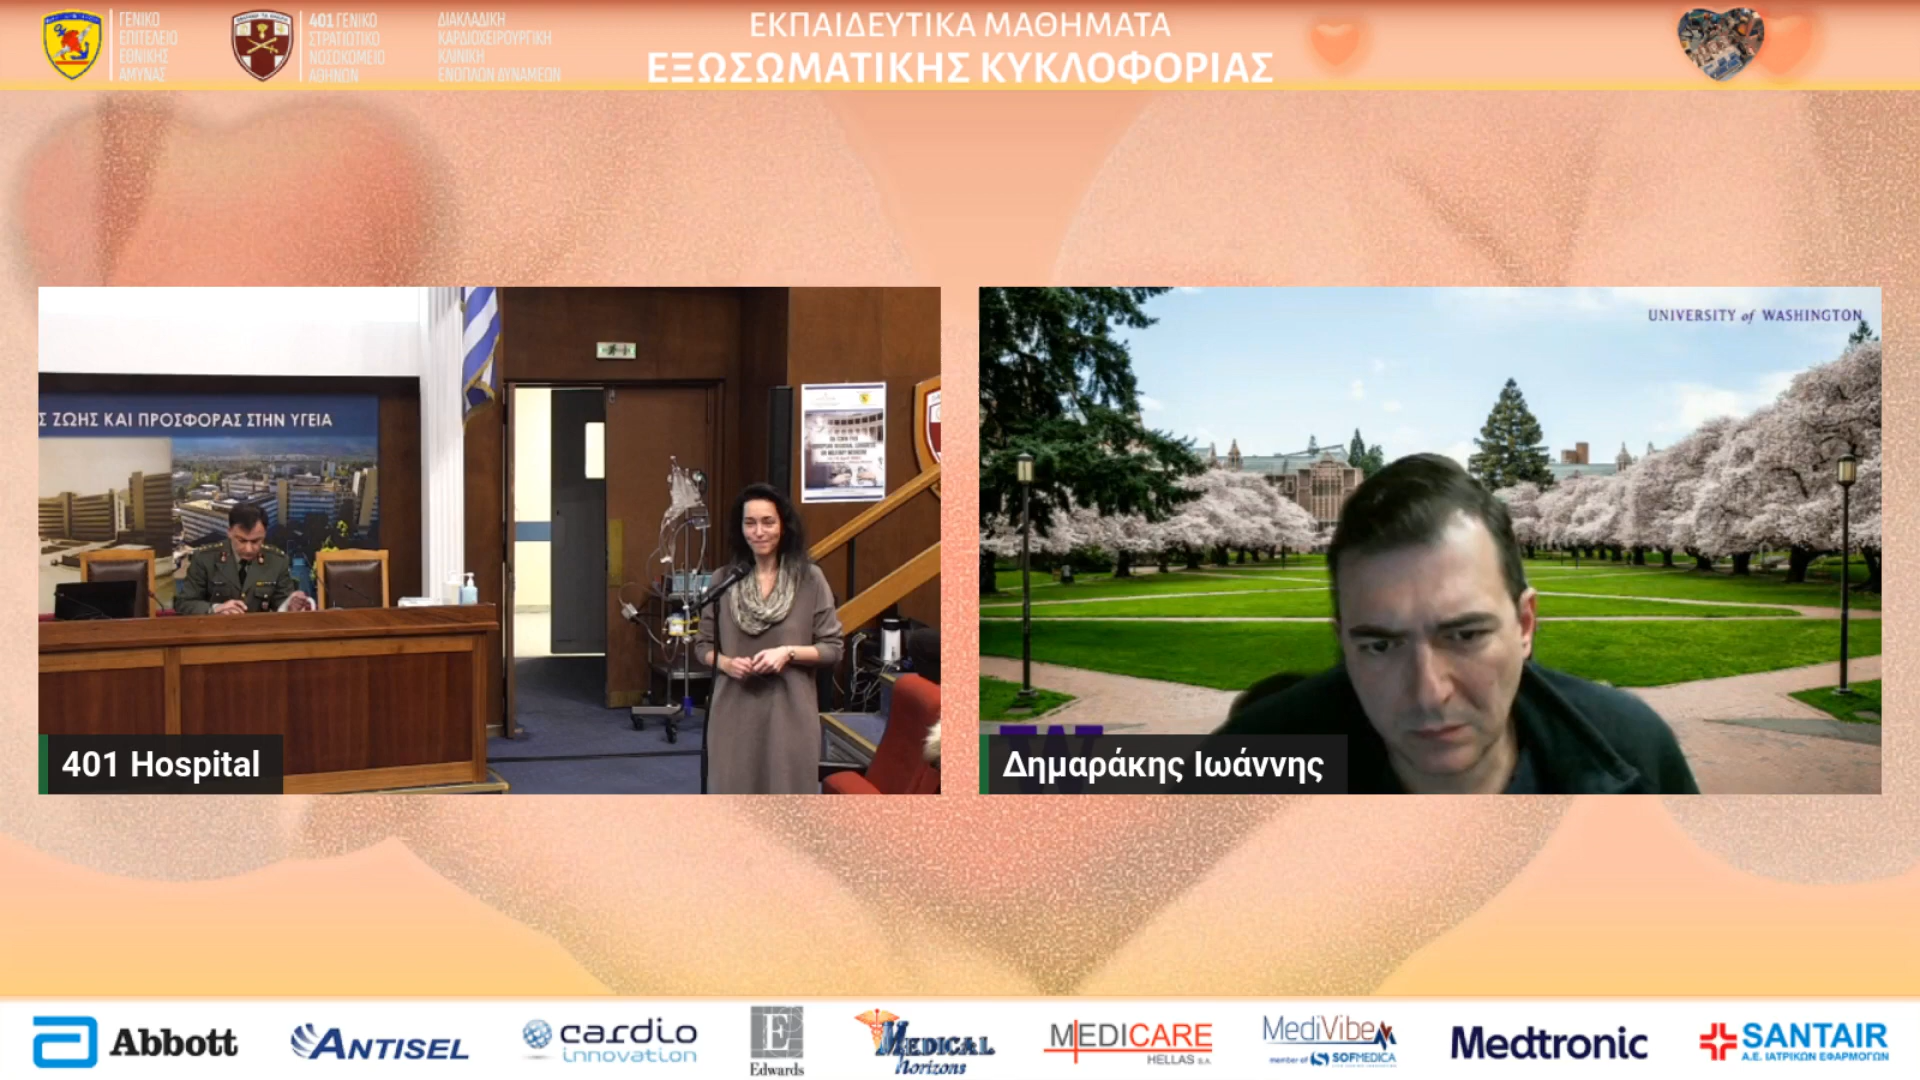 ΓΕΝΙΚΟ
ΕΠΙΤΕΛΕΙΟ
ΕΘΝΙΚΗΣ
ΑΜΥΝΑΣ
401 ΓΕΝΙΚΟ
ΣΤΡΑΤΙΩΤΙΚΟ
ΝΟΣΟΚΟΜΕΙΟ
ΑΘΗΝΩΝ
ΔΙΑΚΛΑΔΙΚΗ
ΚΑΡΔΙΟΧΕΙΡΟΥΡΓΙΚΗ
ΚΛΙΝΙΚΗ
ΕΝΟΠΛΩΝ ΔΥΝΑΜΕΩΝ
ΕΚΠΑΙΔΕΥΤΙΚΑ ΜΑΘΗΜΑΤΑ
ΕΞΩΣΩΜΑΤΙΚΗΣ ΚΥΚΛΟΦΟΡΙΑΣ
Σ ΖΩΗΣ ΚΑΙ ΠΡΟΣΦΟΡΑΣ ΣΤΗΝ ΥΓΕΙΑ
401 Hospital
UNIVERSITY of WASHINGTON
W
Δημαράκης Ιωάννης
Abbott
ANTISEL
cardio
innovation
E
Edwards
MEDICAL
Horizons
MEDICARE
HELLAS S.A.
MediVibe
member of SOFMEDICA
Medtronic
SANTAIR
Α.Ε. ΙΑΤΡΙΚΩΝ ΕΦΑΡΜΟΓΩΝ